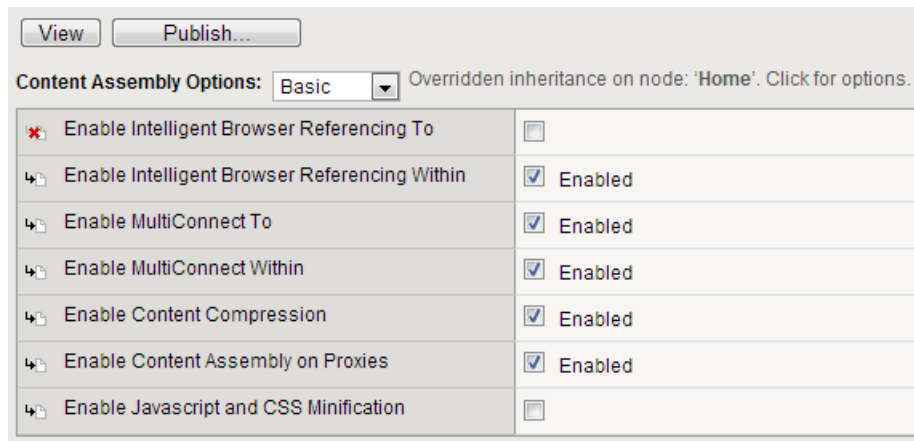 View Publish...
Content Assembly Options: Basic Overridden inheritance on node: ‘Home’. Click for options.
Enable Intelligent Browser Referencing To
Enable Intelligent Browser Referencing Within Enabled
Enable MultiConnect To Enabled
Enable MultiConnect Within Enabled
Enable Content Compression Enabled
Enable Content Assembly on Proxies Enabled
Enable Javascript and CSS Minification